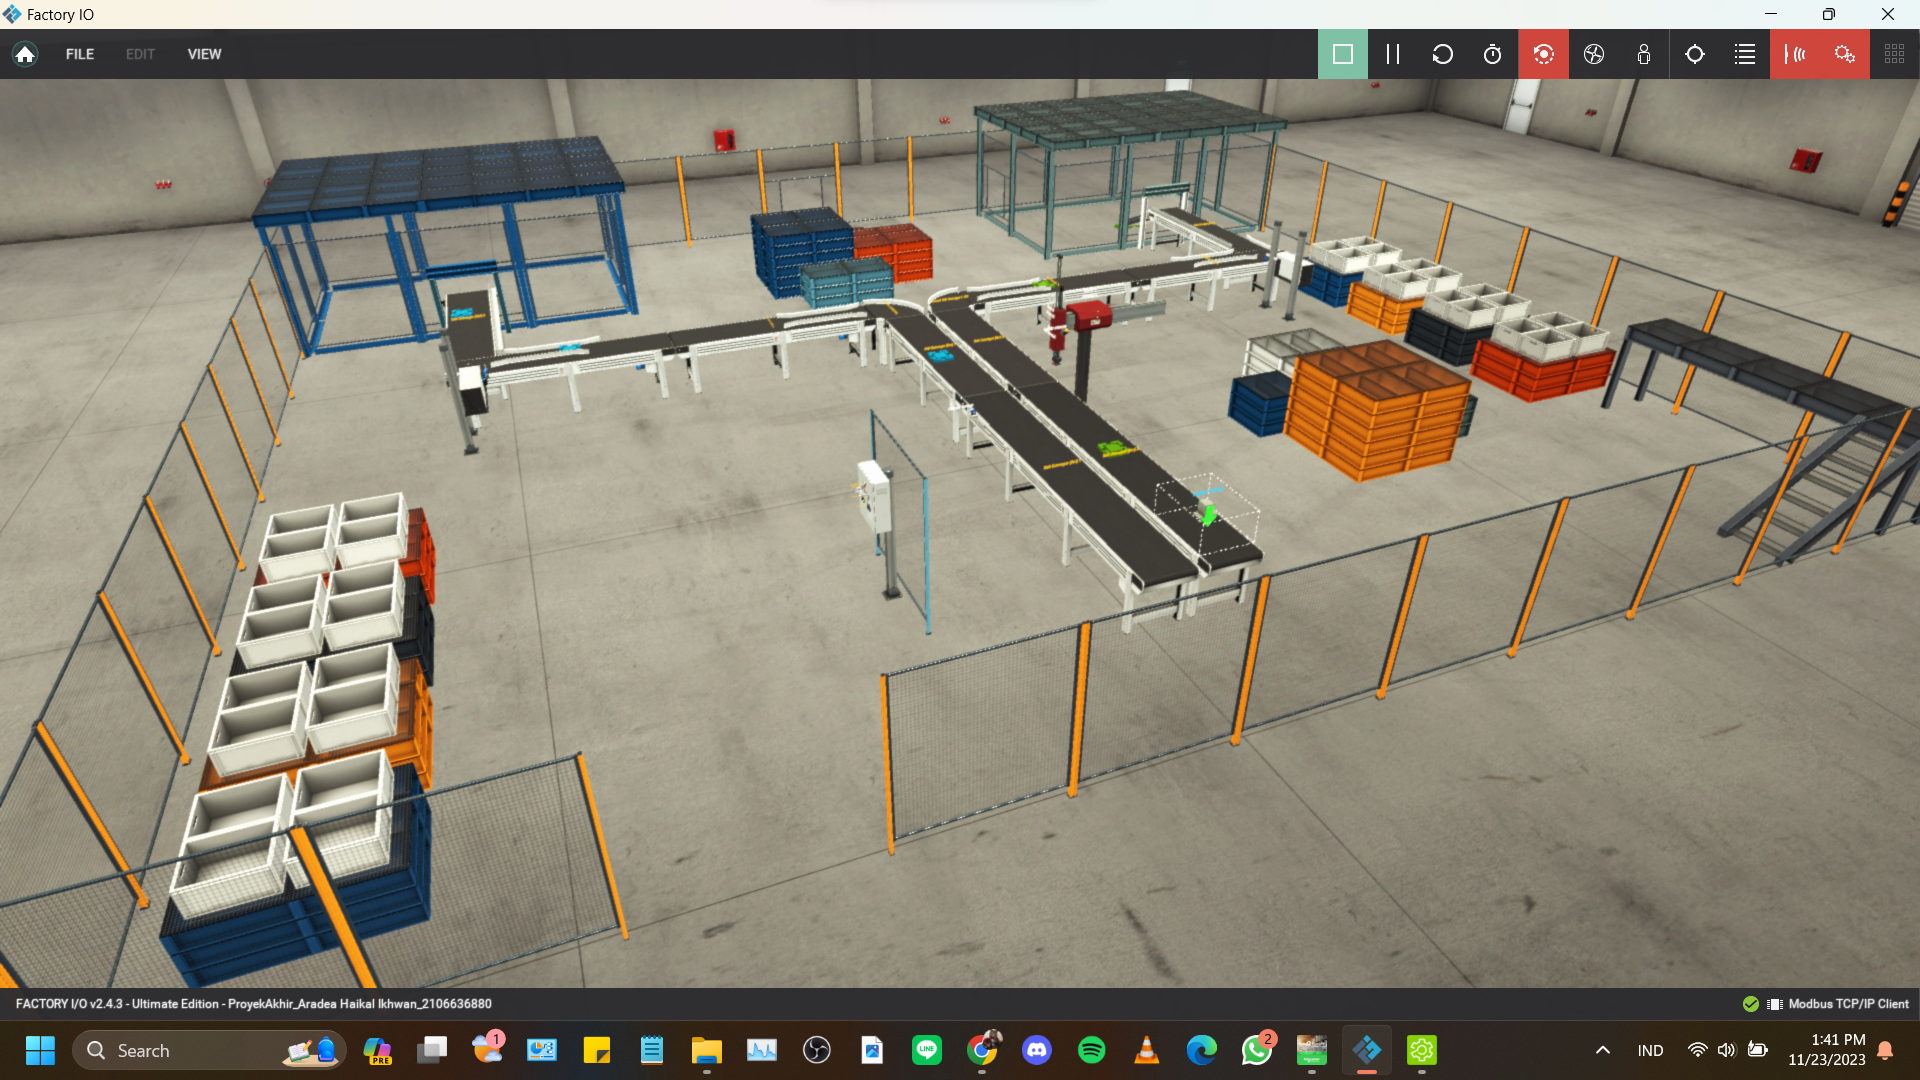 Factory IO
FILE EDIT VIEW
FACTORY I/O v2.4.3 - Ultimate Edition - ProyekAkhir_Aradea Haikal Ikhwan_2106636880
Modbus TCP/IP Client
Search
PRE
1
LINE
2
IND
1:41 PM
11/23/2023